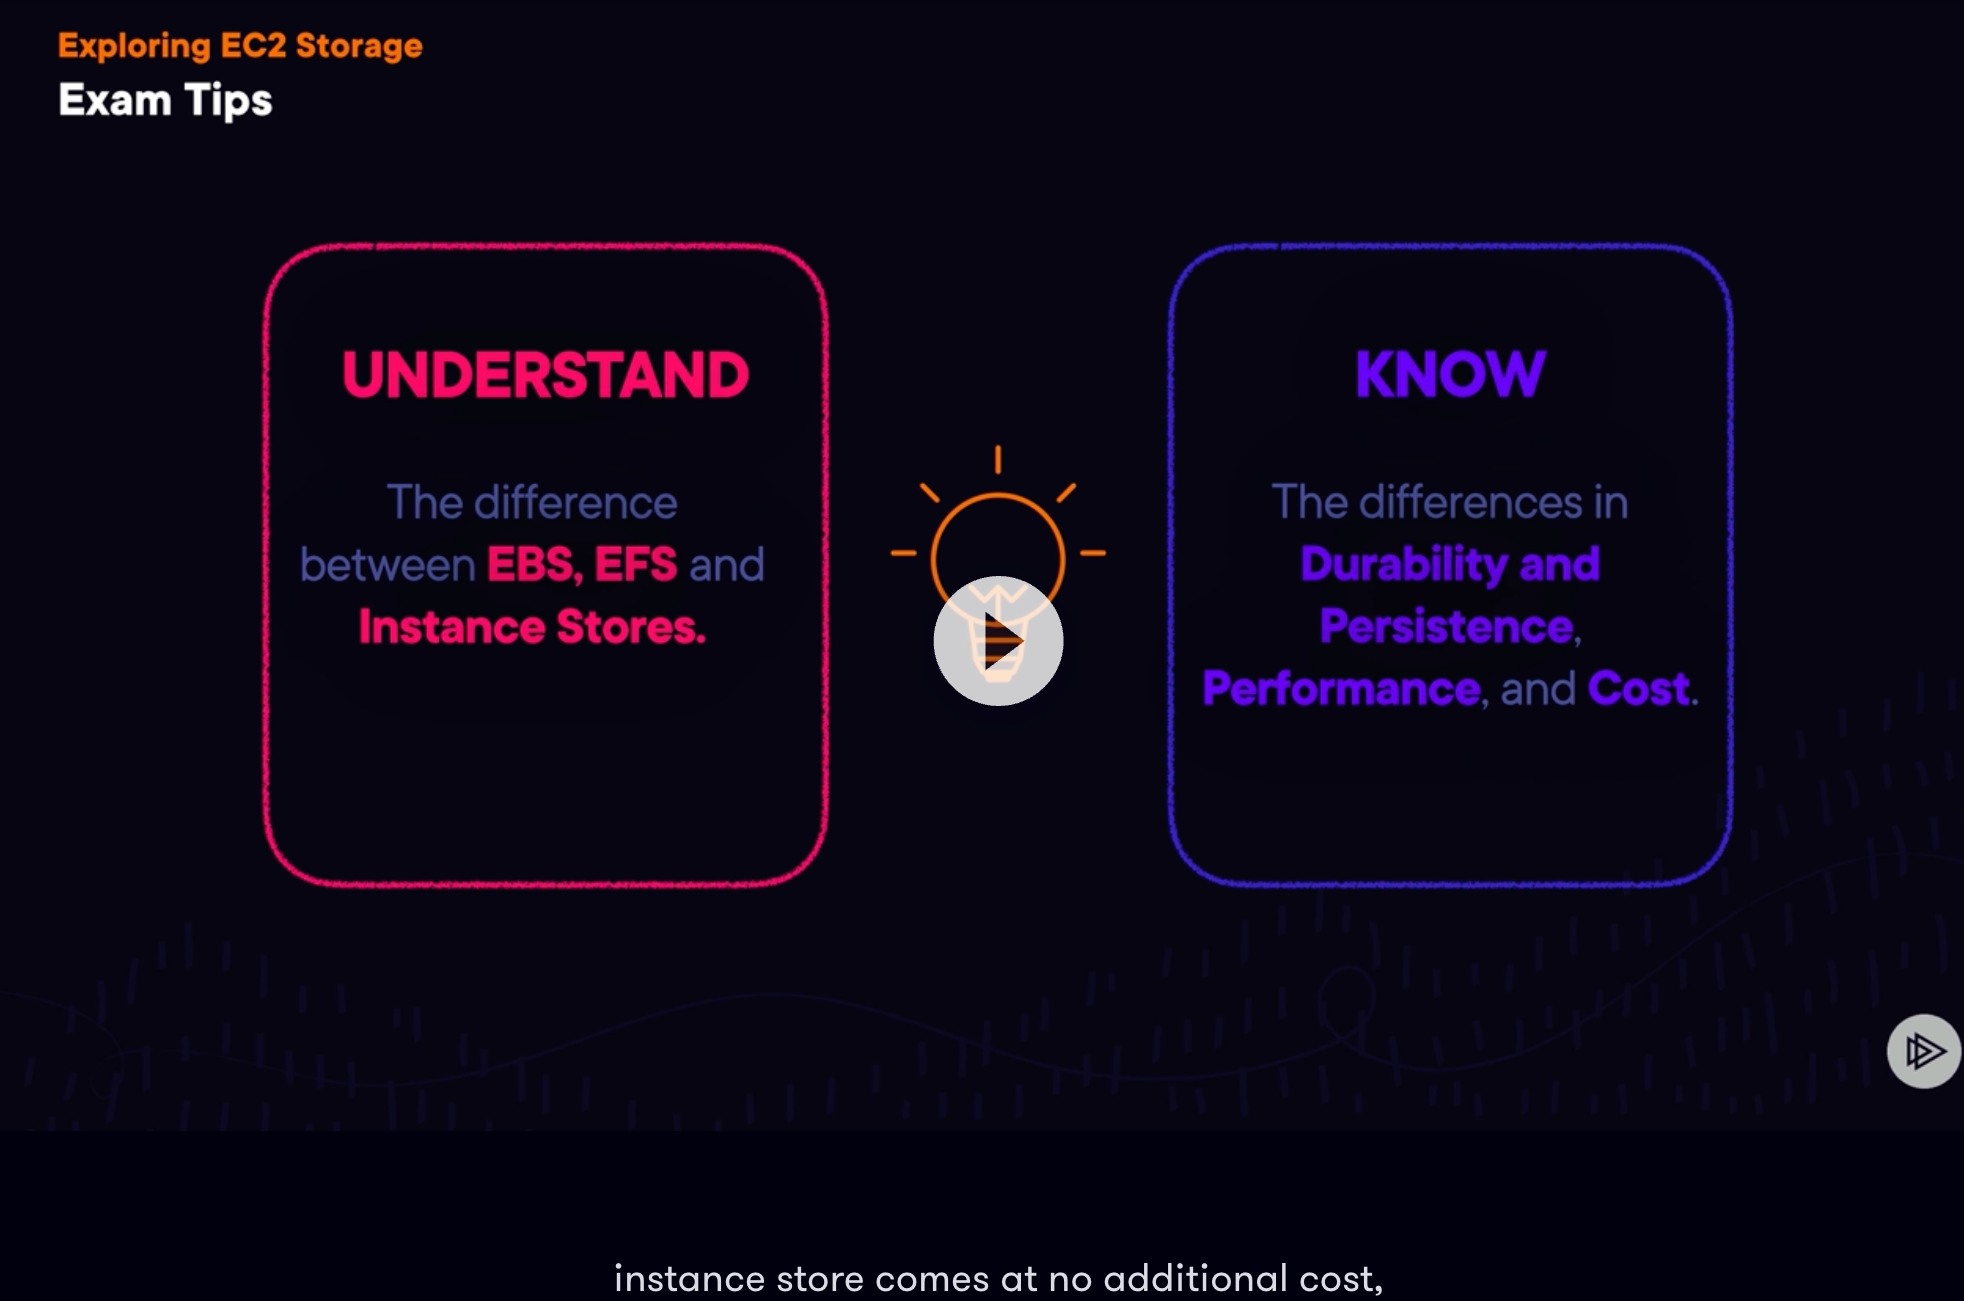 Exploring EC2 Storage
Exam Tips
UNDERSTAND
The difference
between EBS, EFS and
Instance Stores.
KNOW
The differences in
Durability and
Persistence,
Performance, and Cost.
instance store comes at no additional cost,